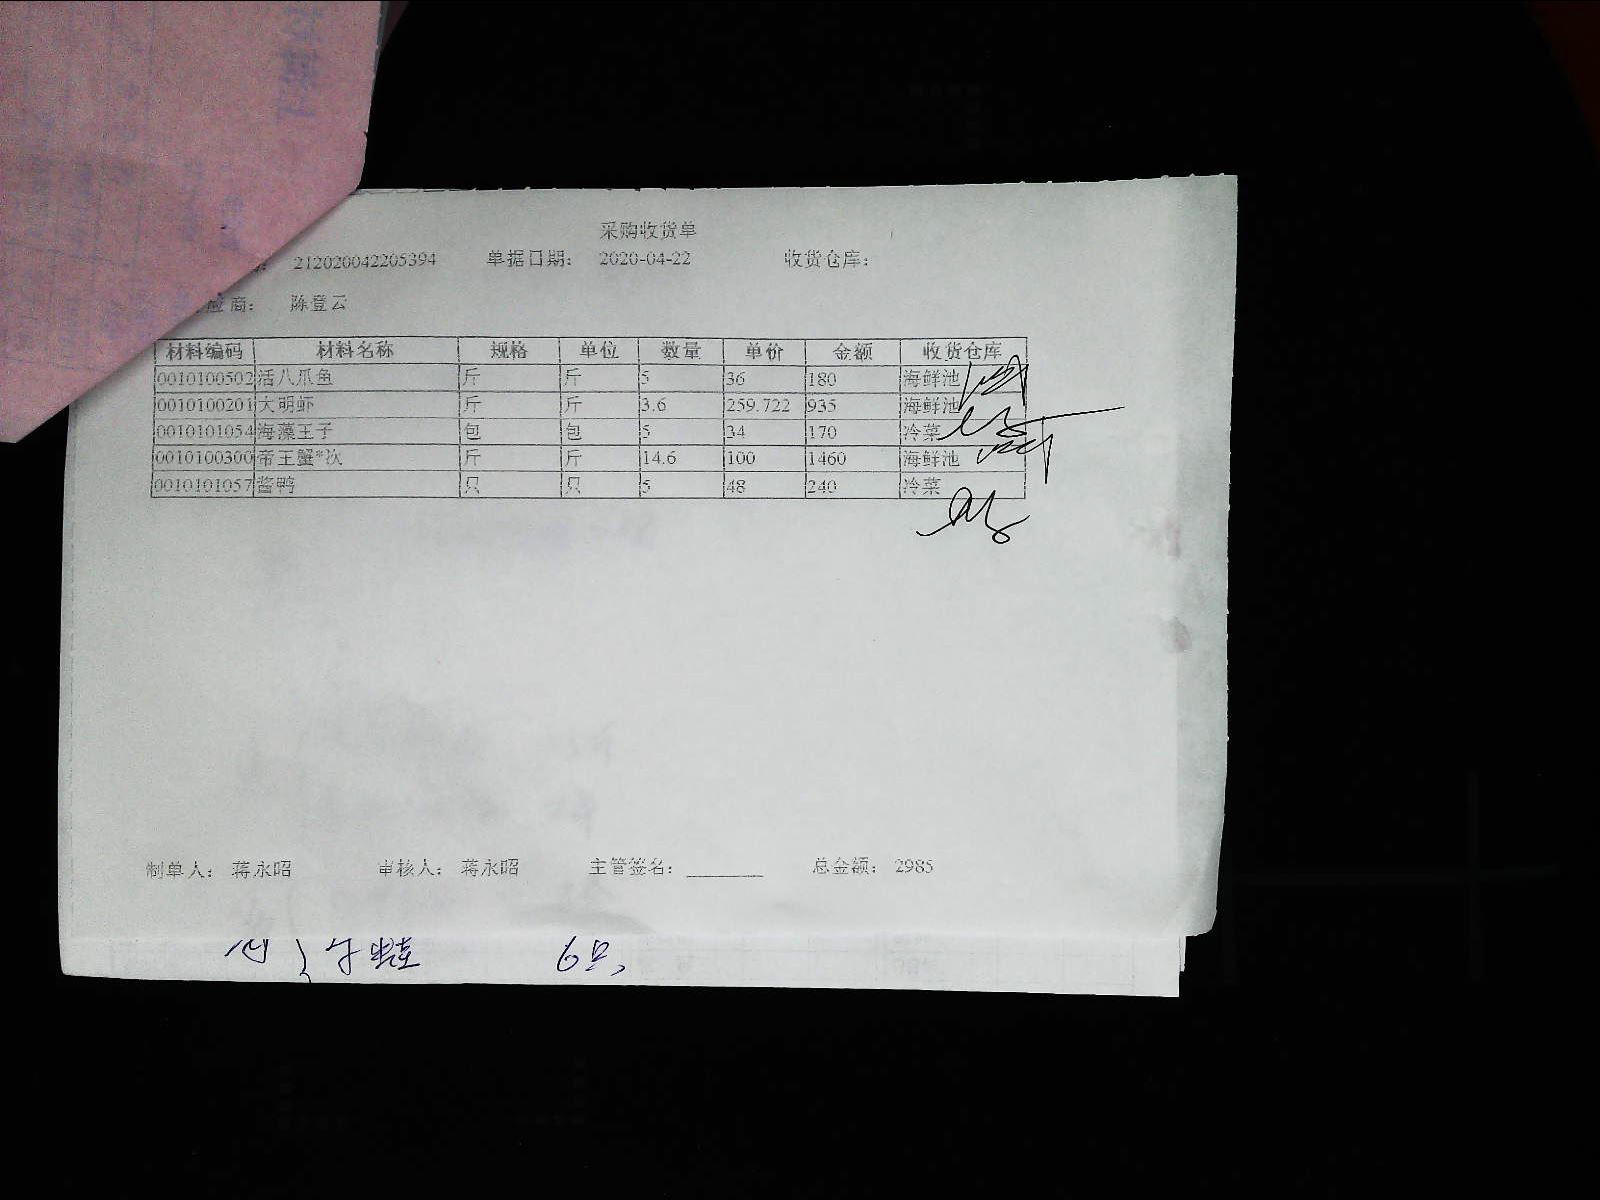 采购收货单
212020042205394 单据日期: 2020-04-22 收货仓库:
应商: 陈登云
材料编码 材料名称 规格 单位 数量 单价 金额 收货仓库
0010100502 活八爪鱼 斤 斤 5 36 180 海鲜池
0010100201 大明虾 斤 斤 3.6 259.722 935 海鲜池
0010101054 海藻王子 包 包 5 34 170 冷菜
0010100300 帝王蟹* 斤 斤 14.6 100 1460 海鲜池
0010101057 酱鸭 只 只 5 48 240 冷菜
制单人: 蒋永昭 审核人: 蒋永昭 主管签名: 总金额: 2985
6只